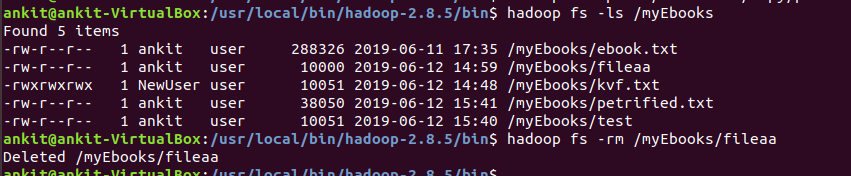 ankit@ankit-VirtualBox:/usr/local/bin/hadoop-2.8.5/bin$ hadoop fs -ls /myEbooks
Found 5 items
-rw-r--r--   1 ankit   user     288326 2019-06-11 17:35 /myEbooks/ebook.txt
-rw-r--r--   1 ankit   user      10000 2019-06-12 14:59 /myEbooks/fileaa
-rwxrwxrwx   1 NewUser user      10051 2019-06-12 14:48 /myEbooks/kvf.txt
-rw-r--r--   1 ankit   user      38050 2019-06-12 15:41 /myEbooks/petrified.txt
-rw-r--r--   1 ankit   user      10051 2019-06-12 15:40 /myEbooks/test
ankit@ankit-VirtualBox:/usr/local/bin/hadoop-2.8.5/bin$ hadoop fs -rm /myEbooks/fileaa
Deleted /myEbooks/fileaa
ankit@ankit-VirtualBox:/usr/local/bin/hadoop-2.8.5/bin$